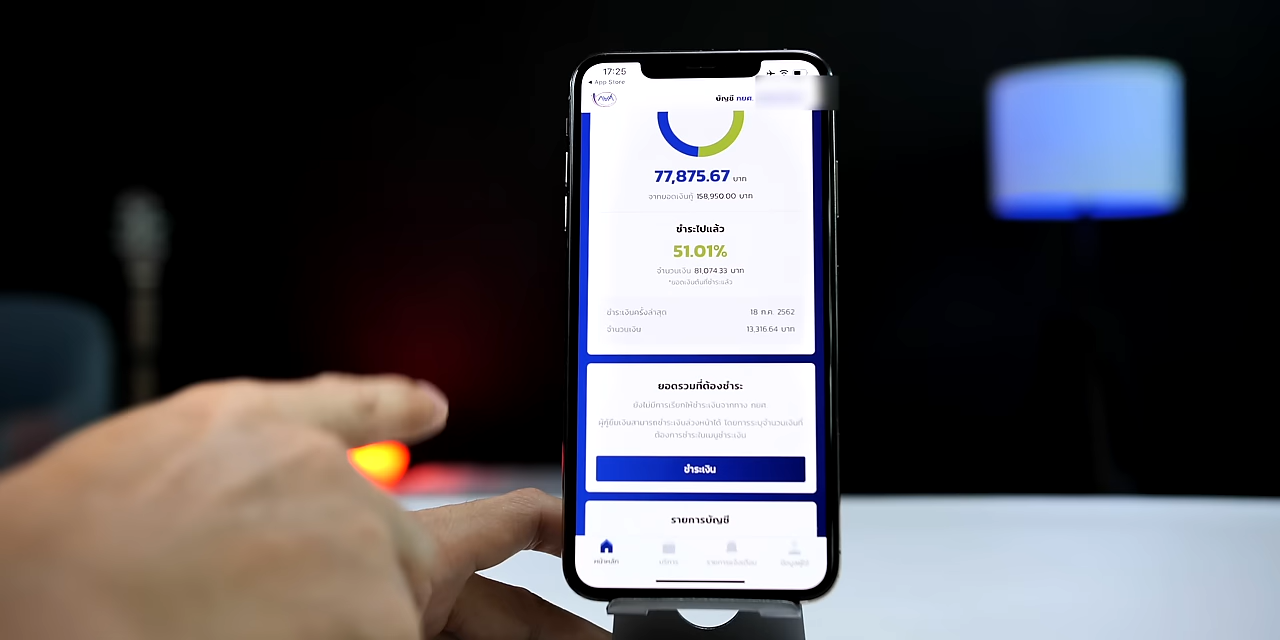 17:25
◀ App Store
กยศ
บัญชี กยศ.
77,875.67 บาท
จากยอดเงินกู้ 158,950.00 บาท
ชำระไปแล้ว
51.01%
จำนวนเงิน 81,074.33 บาท
*ยอดเงินต้นที่ชำระแล้ว
ชำระเงินครั้งล่าสุด 18 ก.ค. 2562
จำนวนเงิน 13,316.64 บาท
ยอดรวมที่ต้องชำระ
ยังไม่มีการเรียกให้ชำระเงินจากทาง กยศ
ผู้กู้ยืมเงินสามารถชำระเงินล่วงหน้าได้ โดยการระบุจำนวนเงินที่
ต้องการชำระในเมนูชำระเงิน
ชำระเงิน
รายการบัญชี
หน้าหลัก บริการ รายการแจ้งเตือน ข้อมูลผู้ใช้